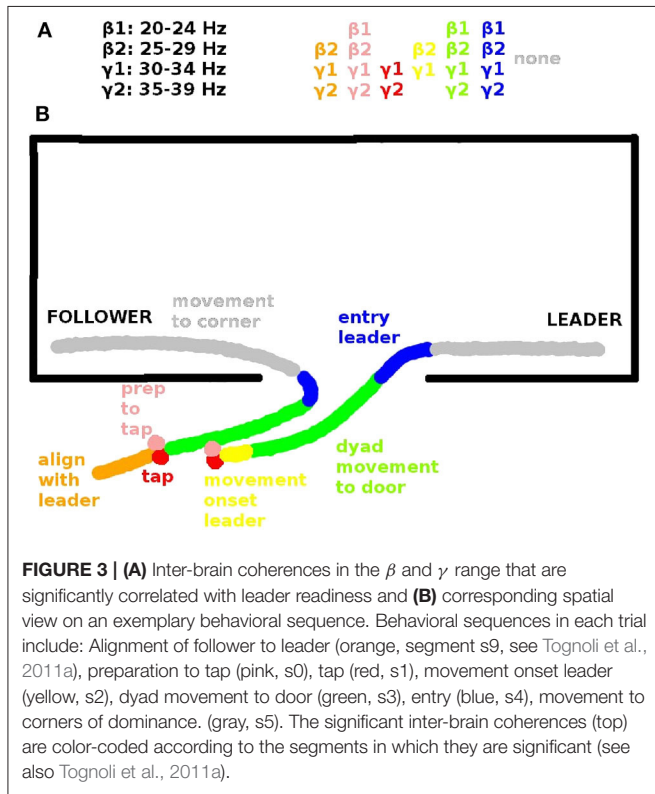 A
β1: 20-24 Hz β1 β1 β1
β2: 25-29 Hz β2 β2 β2 β2 β2 none
γ1: 30-34 Hz γ1 γ1 γ1 γ1 γ1 γ1
γ2: 35-39 Hz γ2 γ2 γ2 γ2 γ2
B
FOLLOWER
movement
to corner
entry
leader
LEADER
prep
to
tap
align
with
leader
tap
movement
onset
leader
dyad
movement
to door
FIGURE 3 | (A) Inter-brain coherences in the β and γ range that are
significantly correlated with leader readiness and (B) corresponding spatial
view on an exemplary behavioral sequence. Behavioral sequences in each trial
include: Alignment of follower to leader (orange, segment s9, see Tognoli et al.,
2011a), preparation to tap (pink, s0), tap (red, s1), movement onset leader
(yellow, s2), dyad movement to door (green, s3), entry (blue, s4), movement to
corners of dominance. (gray, s5). The significant inter-brain coherences (top)
are color-coded according to the segments in which they are significant (see
also Tognoli et al., 2011a).